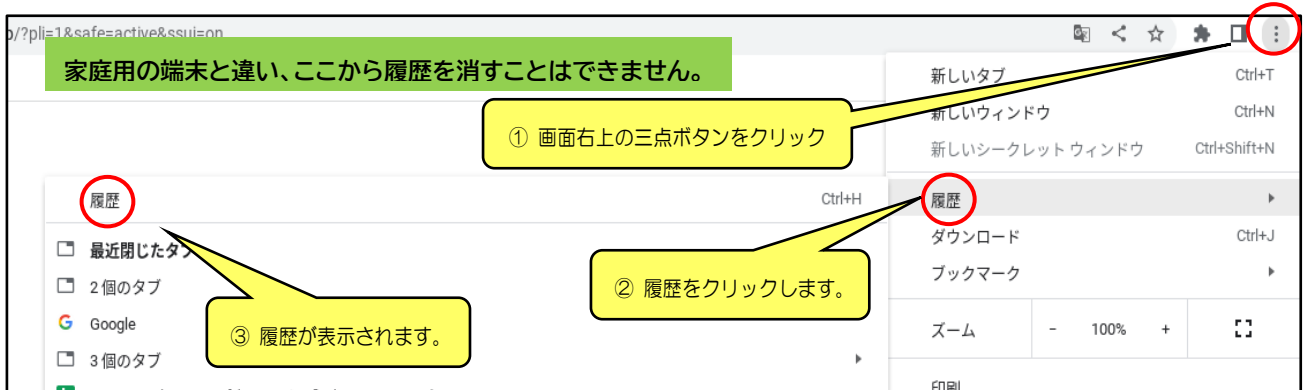 p/?pli=1&safe=active&ssui=on
家庭用の端末と違い、ここから履歴を消すことはできません。
新しいタブ Ctrl+T
① 画面右上の三点ボタンをクリック
新しいウィンドウ Ctrl+N
新しいシークレット ウィンドウ Ctrl+Shift+N
履歴 Ctrl+H
履歴
最近閉じたタブ
ダウンロード Ctrl+J
2 個のタブ
② 履歴をクリックします。
ブックマーク
Google
③ 履歴が表示されます。
ズーム - 100% +
3 個のタブ
印刷